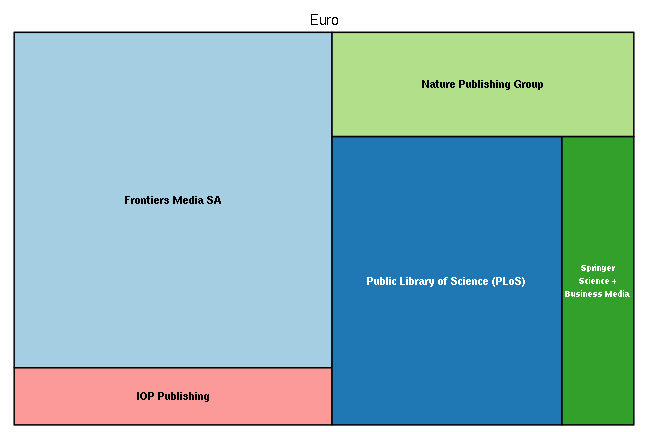 Euro
Nature Publishing Group
Frontiers Media SA
Public Library of Science (PLoS)
Springer
Science +
Business Media
IOP Publishing